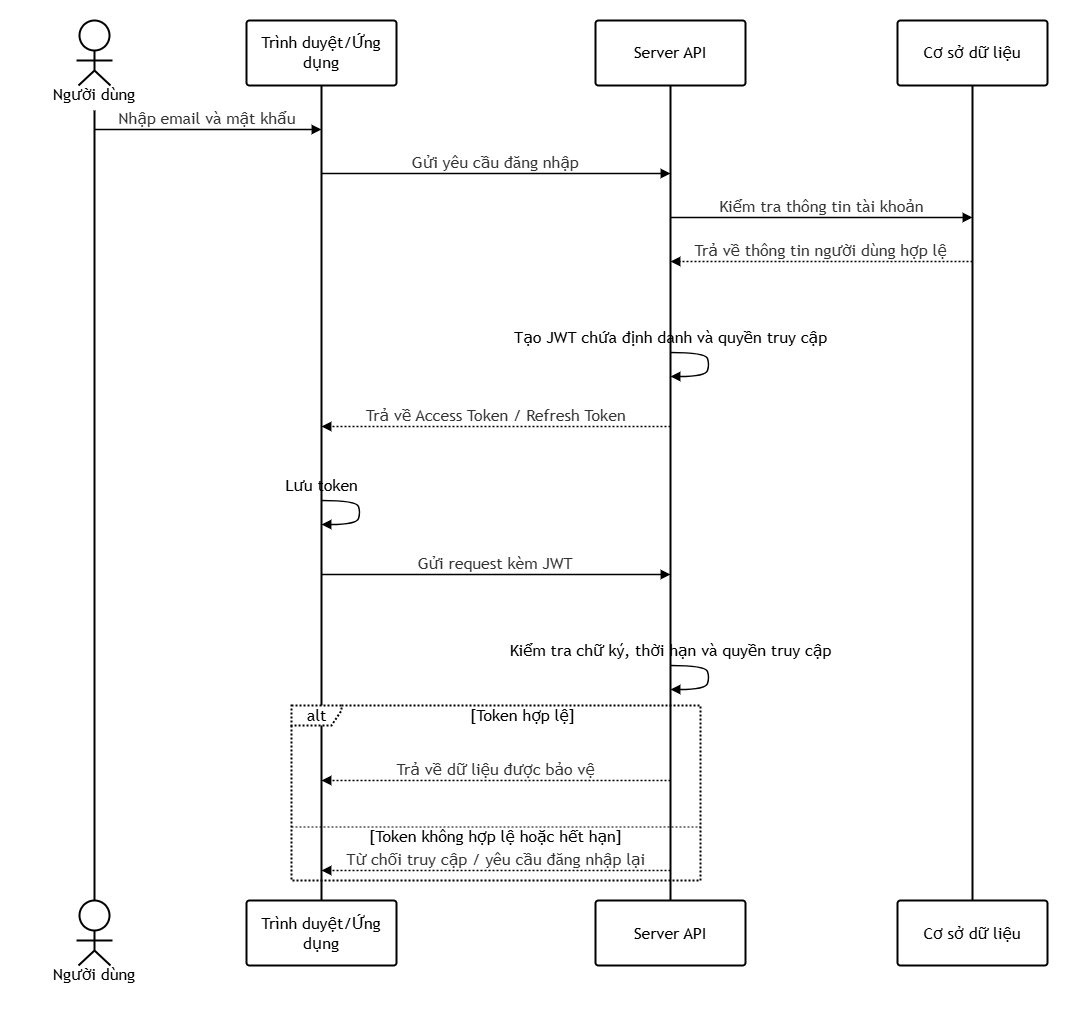 Người dùng
Trình duyệt/Ứng
dụng
Server API
Cơ sở dữ liệu
Nhập email và mật khẩu
Gửi yêu cầu đăng nhập
Kiểm tra thông tin tài khoản
Trả về thông tin người dùng hợp lệ
Tạo JWT chứa định danh và quyền truy cập
Trả về Access Token / Refresh Token
Lưu token
Gửi request kèm JWT
Kiểm tra chữ ký, thời hạn và quyền truy cập
alt
[Token hợp lệ]
Trả về dữ liệu được bảo vệ
[Token không hợp lệ hoặc hết hạn]
Từ chối truy cập / yêu cầu đăng nhập lại
Người dùng
Trình duyệt/Ứng
dụng
Server API
Cơ sở dữ liệu